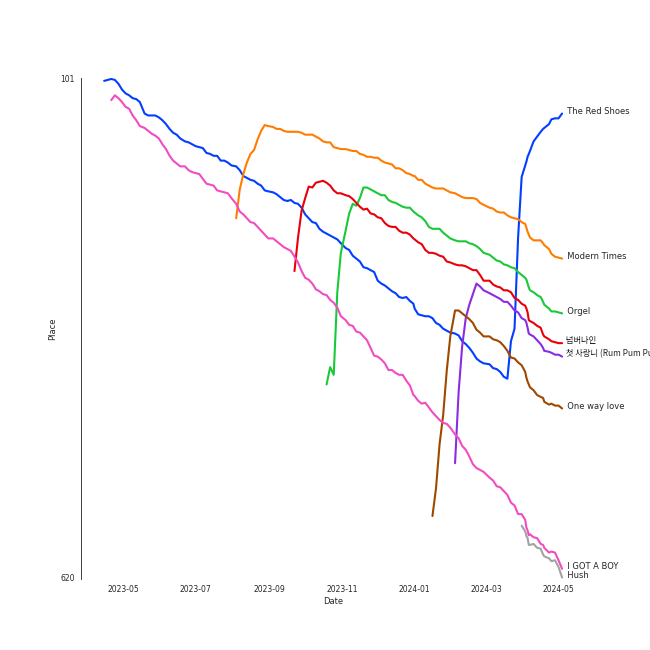 101
The Red Shoes
Modern Times
Orgel
넘버나인
첫 사랑니 (Rum Pum Pu
One way love
I GOT A BOY
Hush
620
Place
2023-05 2023-07 2023-09 2023-11 2024-01 2024-03 2024-05
Date